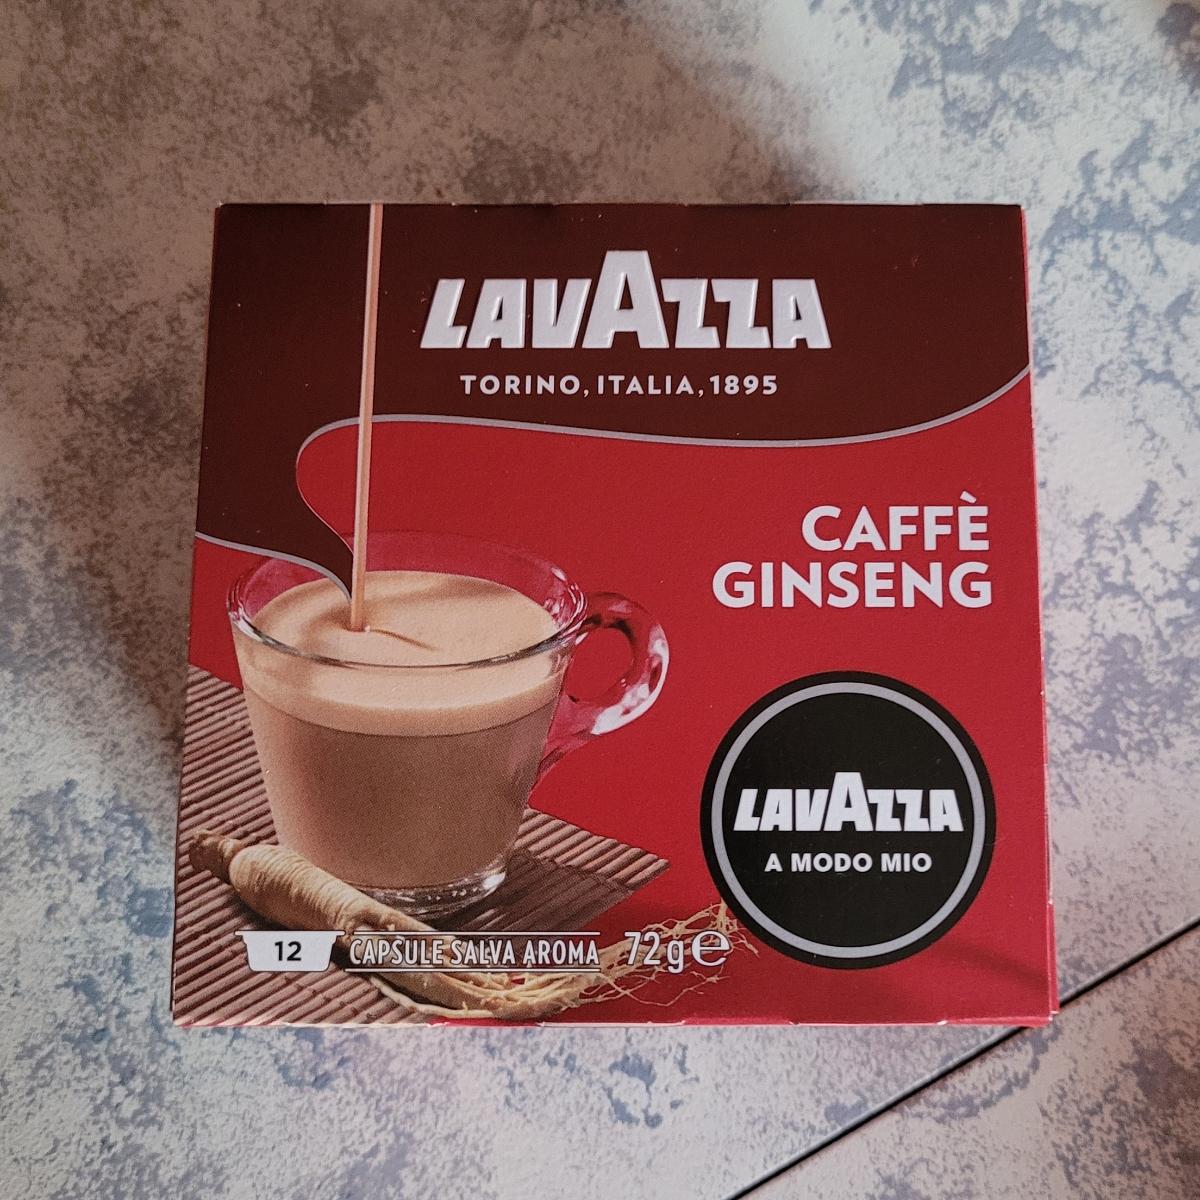 LAVAZZA
TORINO, ITALIA, 1895
CAFFÈ
GINSENG
LAVAZZA
A MODO MIO
12 CAPSULE SALVA AROMA 72g℮